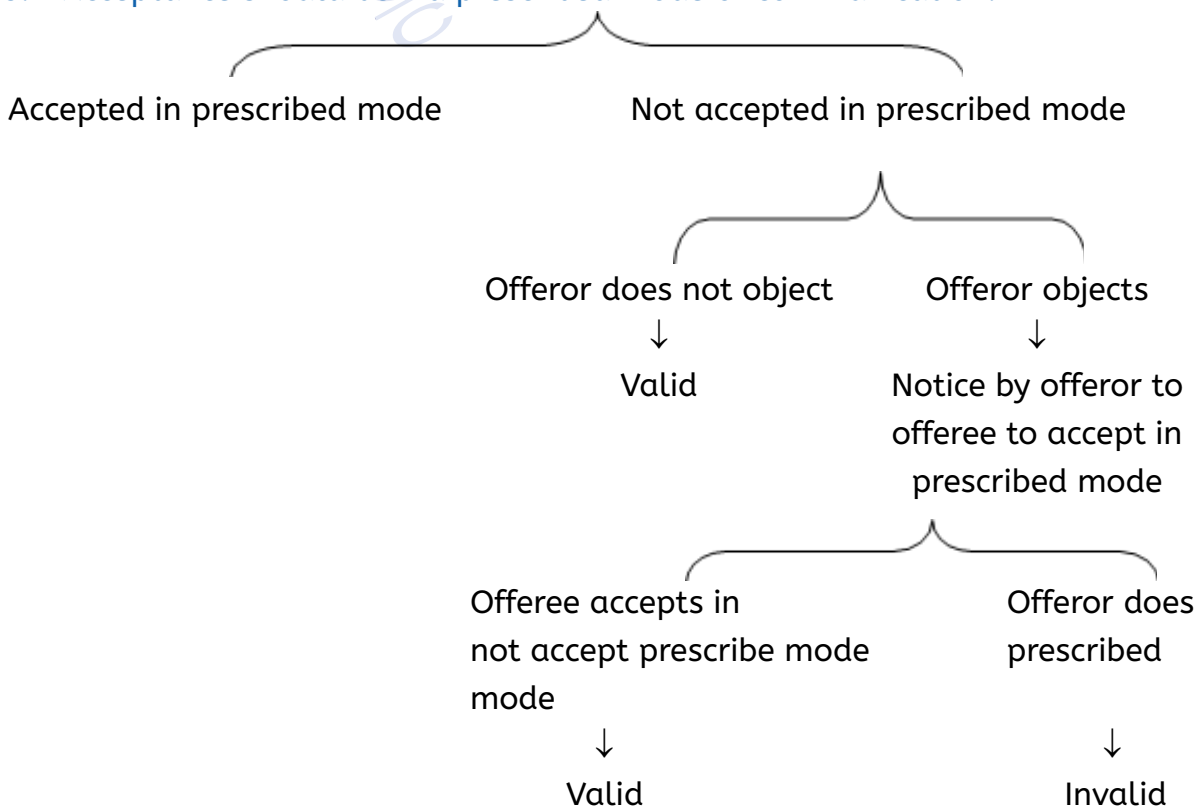 Accepted in prescribed mode
Not accepted in prescribed mode
Offeror does not object
Offeror objects
↓
↓
Valid
Notice by offeror to
offeree to accept in
prescribed mode
Offeree accepts in
not accept prescribe mode
mode
Offeror does
prescribed
↓
↓
Valid
Invalid